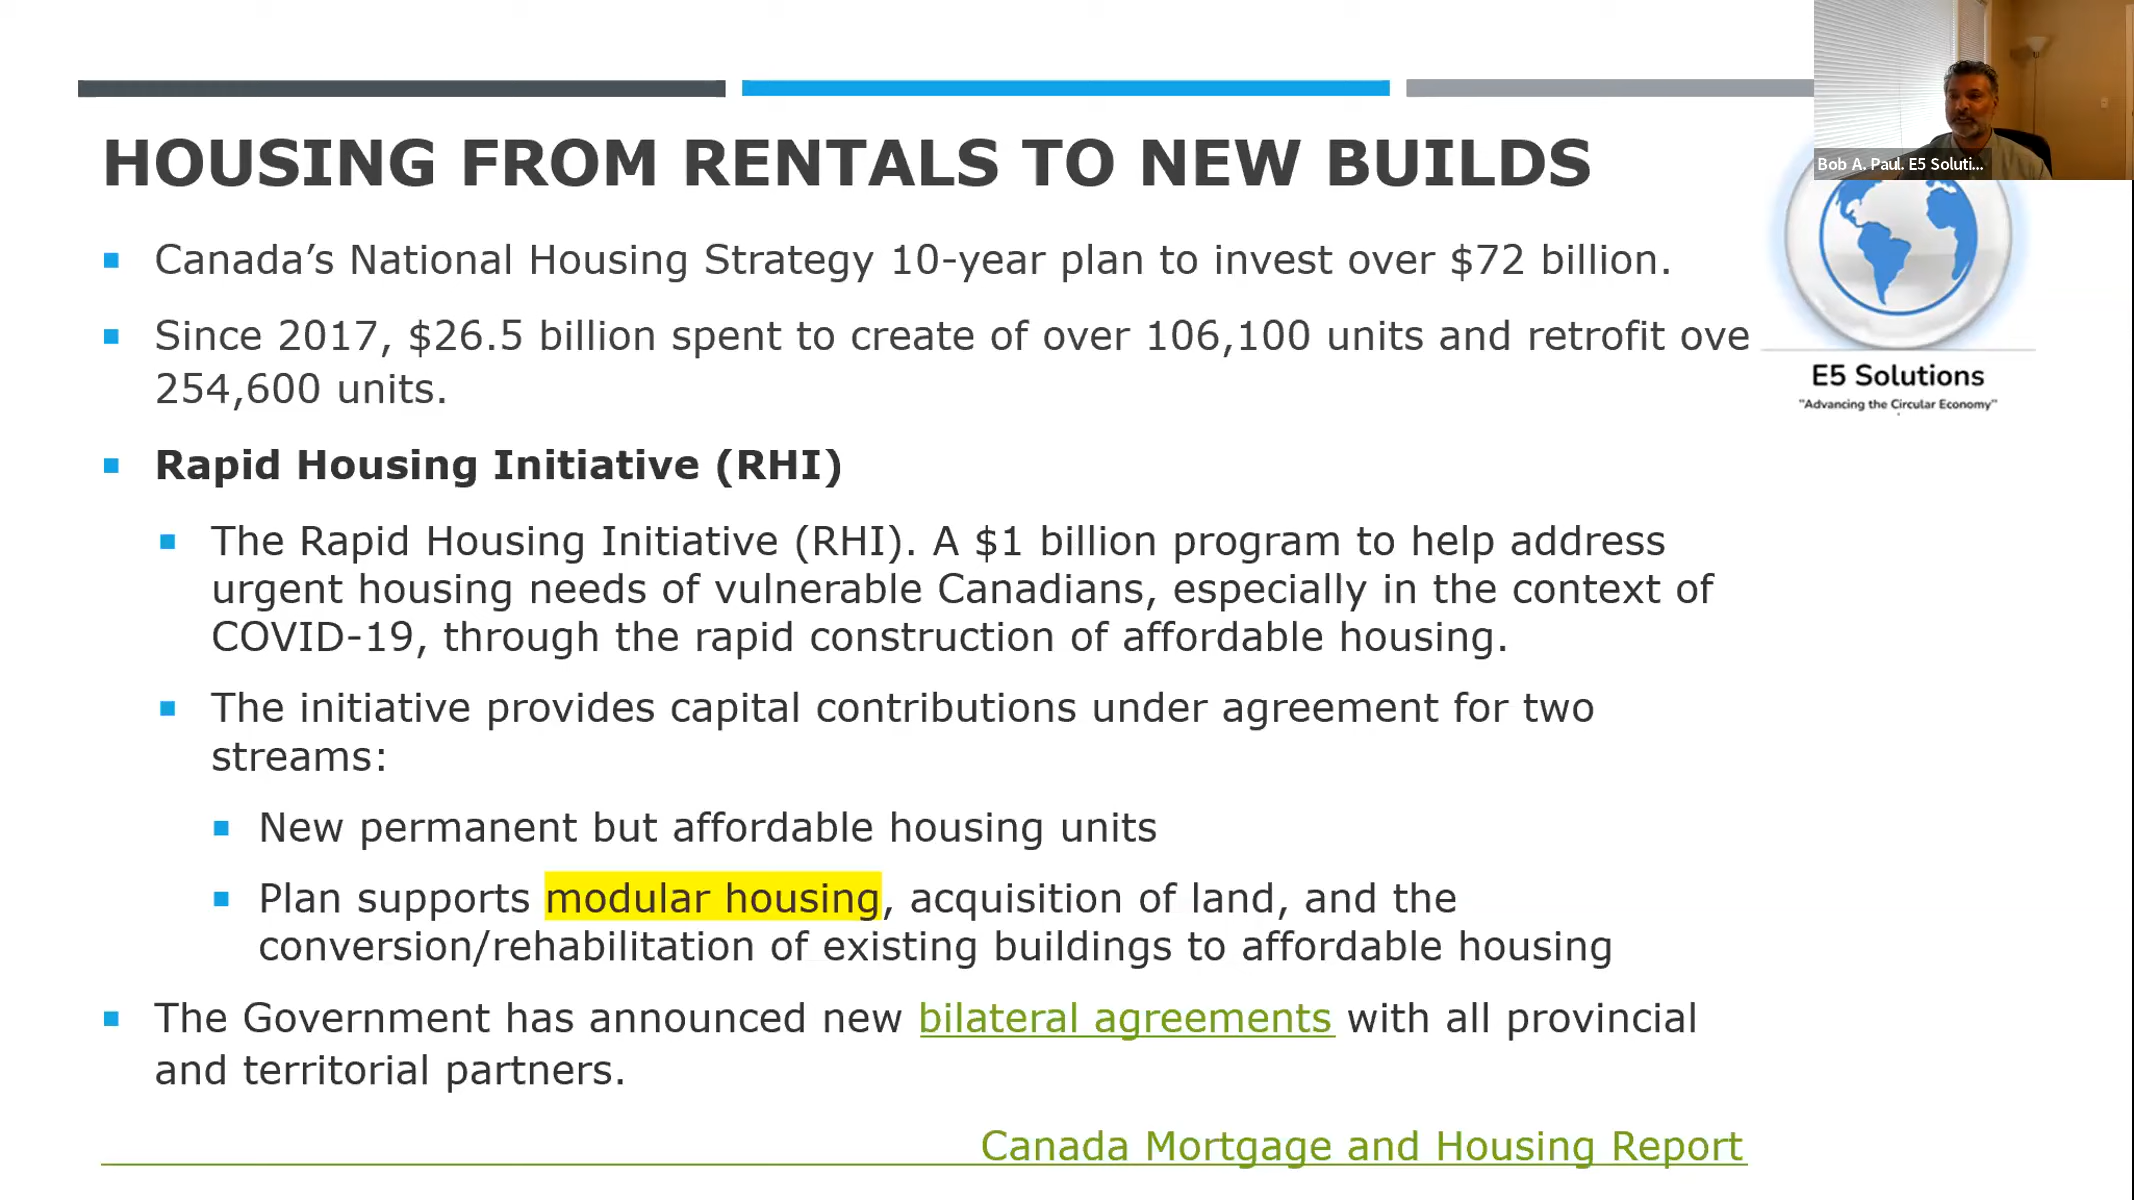 Bob A. Paul. E5 Soluti...
HOUSING FROM RENTALS TO NEW BUILDS
Canada’s National Housing Strategy 10-year plan to invest over $72 billion.
Since 2017, $26.5 billion spent to create of over 106,100 units and retrofit ove
254,600 units.
E5 Solutions
"Advancing the Circular Economy"
Rapid Housing Initiative (RHI)
The Rapid Housing Initiative (RHI). A $1 billion program to help address
urgent housing needs of vulnerable Canadians, especially in the context of
COVID-19, through the rapid construction of affordable housing.
The initiative provides capital contributions under agreement for two
streams:
New permanent but affordable housing units
Plan supports modular housing, acquisition of land, and the
conversion/rehabilitation of existing buildings to affordable housing
The Government has announced new bilateral agreements with all provincial
and territorial partners.
Canada Mortgage and Housing Report